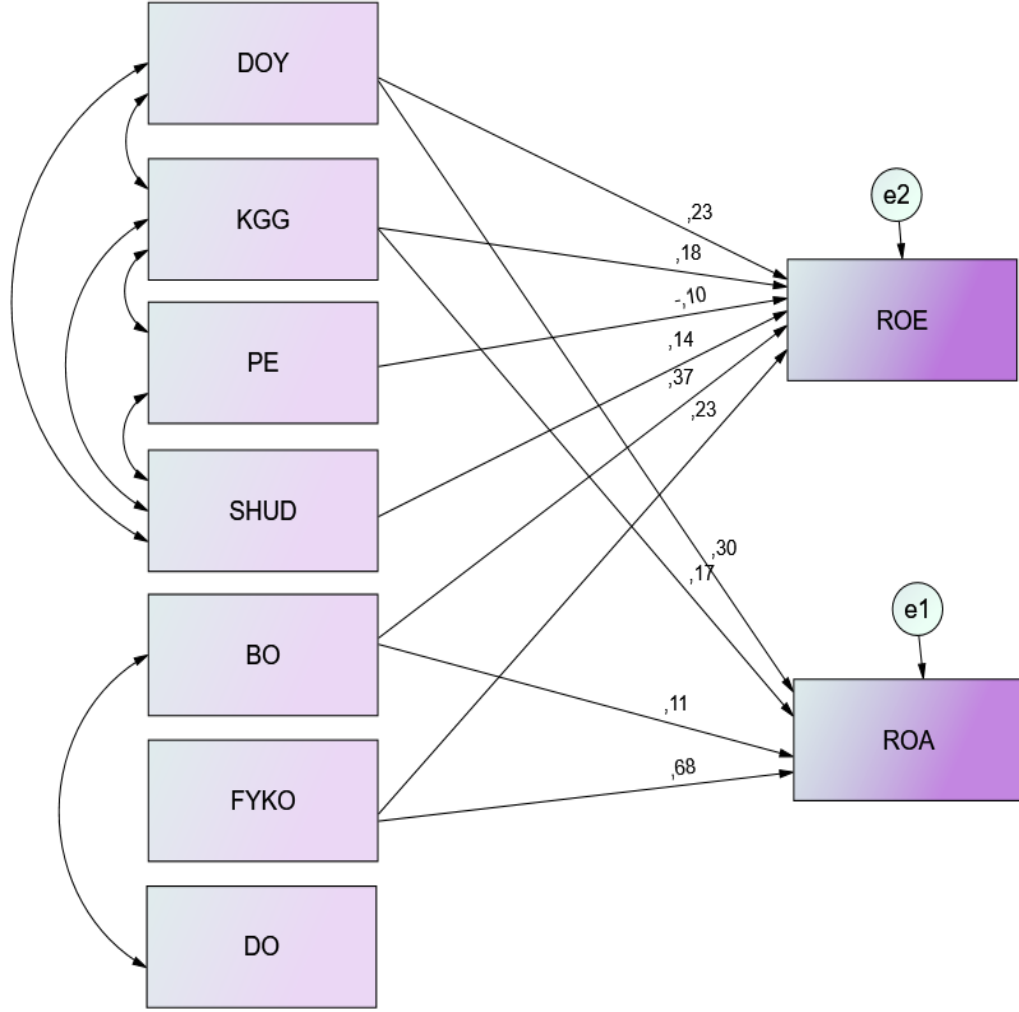 DOY
KGG
PE
SHUD
BO
FYKO
DO
,23
,18
-,10
,14
,37
,23
,30
,17
,11
,68
e2
ROE
e1
ROA